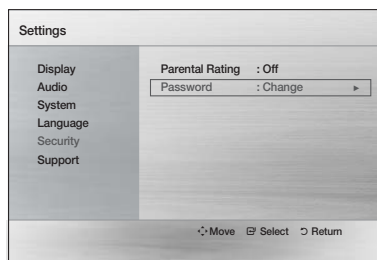 Settings
Display
Audio
System
Language
Security
Support
Parental Rating : Off
Password : Change ►
Move Select Return